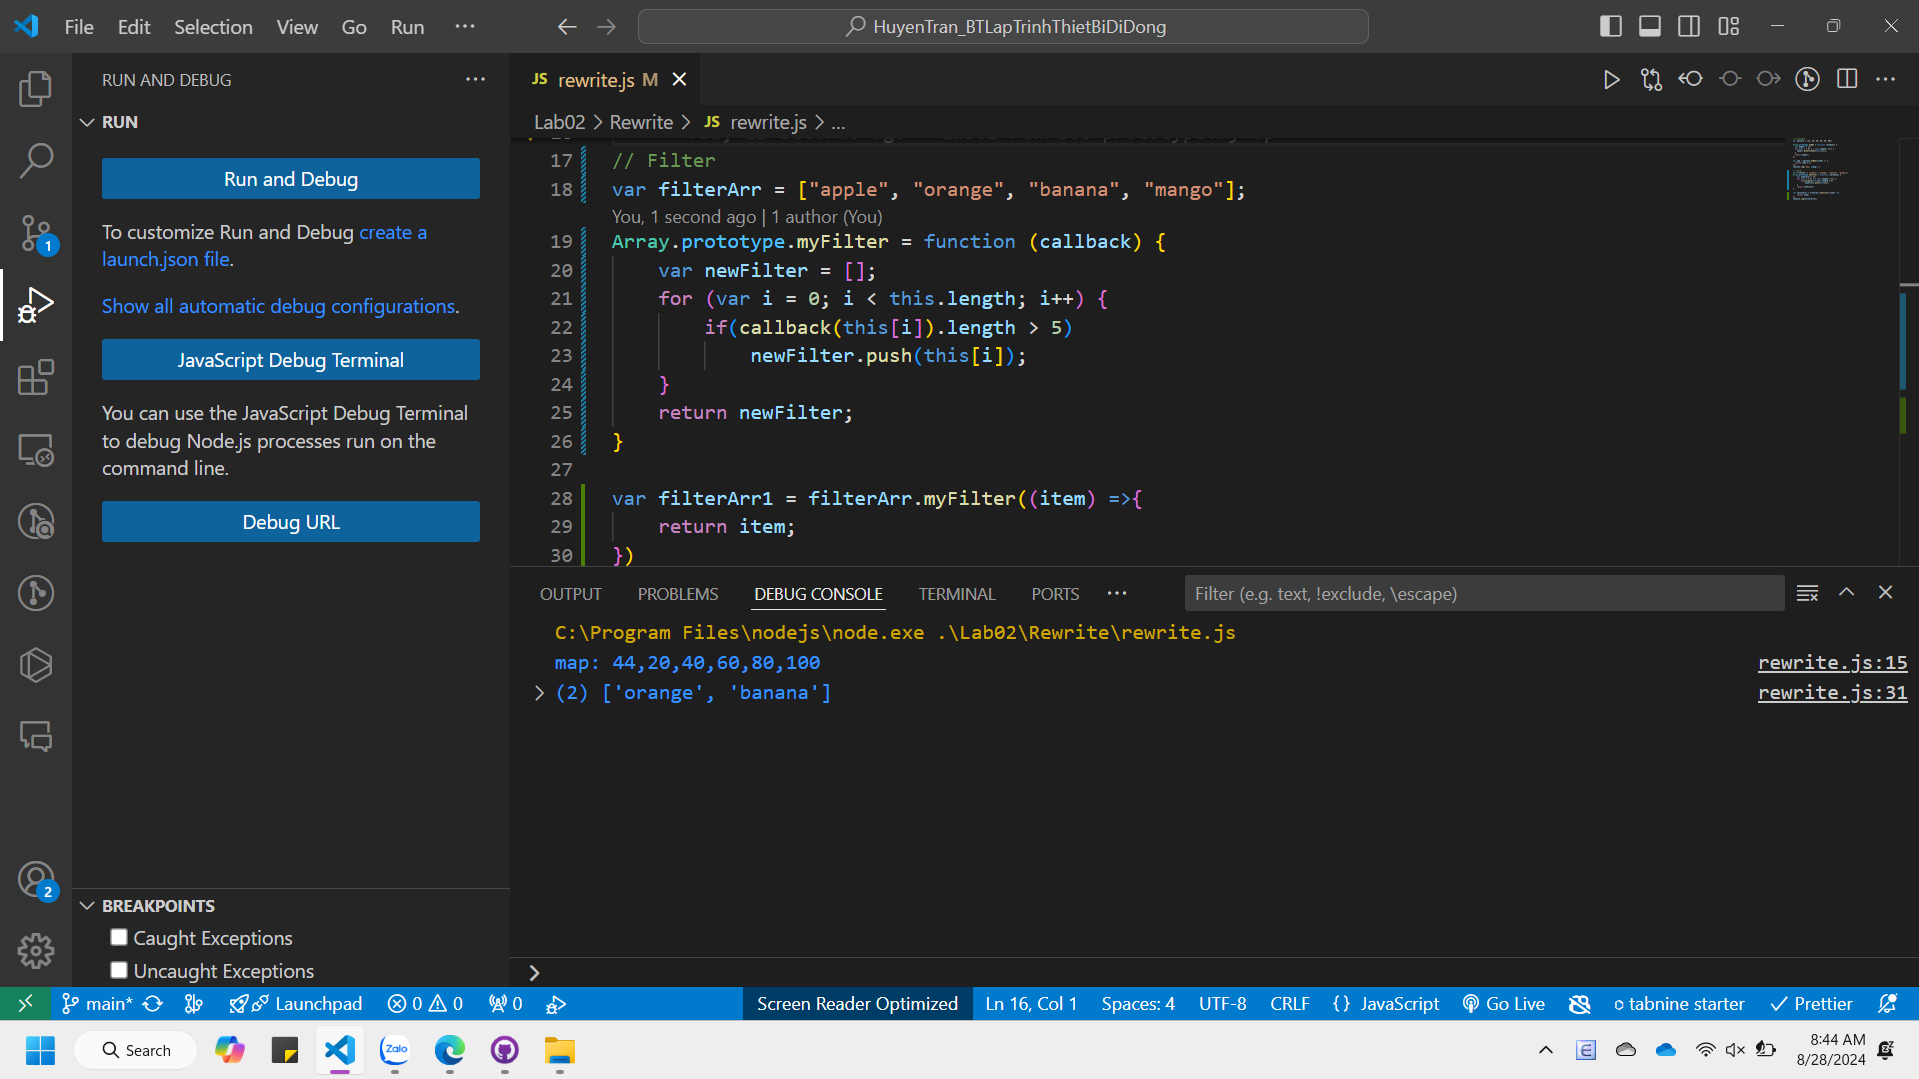 File Edit Selection View Go Run ··· HuyenTran_BTLapTrinhThietBiDiDong
RUN AND DEBUG ···
RUN
Run and Debug
To customize Run and Debug create a
launch.json file.
Show all automatic debug configurations.
JavaScript Debug Terminal
You can use the JavaScript Debug Terminal
to debug Node.js processes run on the
command line.
Debug URL
BREAKPOINTS
Caught Exceptions
Uncaught Exceptions
1
2
JS rewrite.js M
Lab02 > Rewrite > JS rewrite.js > ...
17 // Filter
18 var filterArr = ["apple", "orange", "banana", "mango"];
You, 1 second ago | 1 author (You)
19 Array.prototype.myFilter = function (callback) {
20 var newFilter = [];
21 for (var i = 0; i < this.length; i++) {
22 if(callback(this[i]).length > 5)
23 newFilter.push(this[i]);
24 }
25 return newFilter;
26 }
27
28 var filterArr1 = filterArr.myFilter((item) =>{
29 return item;
30 })
OUTPUT PROBLEMS DEBUG CONSOLE TERMINAL PORTS ··· Filter (e.g. text, !exclude, \escape)
C:\Program Files\nodejs\node.exe .\Lab02\Rewrite\rewrite.js
map: 44,20,40,60,80,100 rewrite.js:15
> (2) ['orange', 'banana'] rewrite.js:31
>
main* Launchpad 0 0 0 Screen Reader Optimized Ln 16, Col 1 Spaces: 4 UTF-8 CRLF {} JavaScript Go Live tabnine starter Prettier
Search Zalo 8:44 AM
8/28/2024